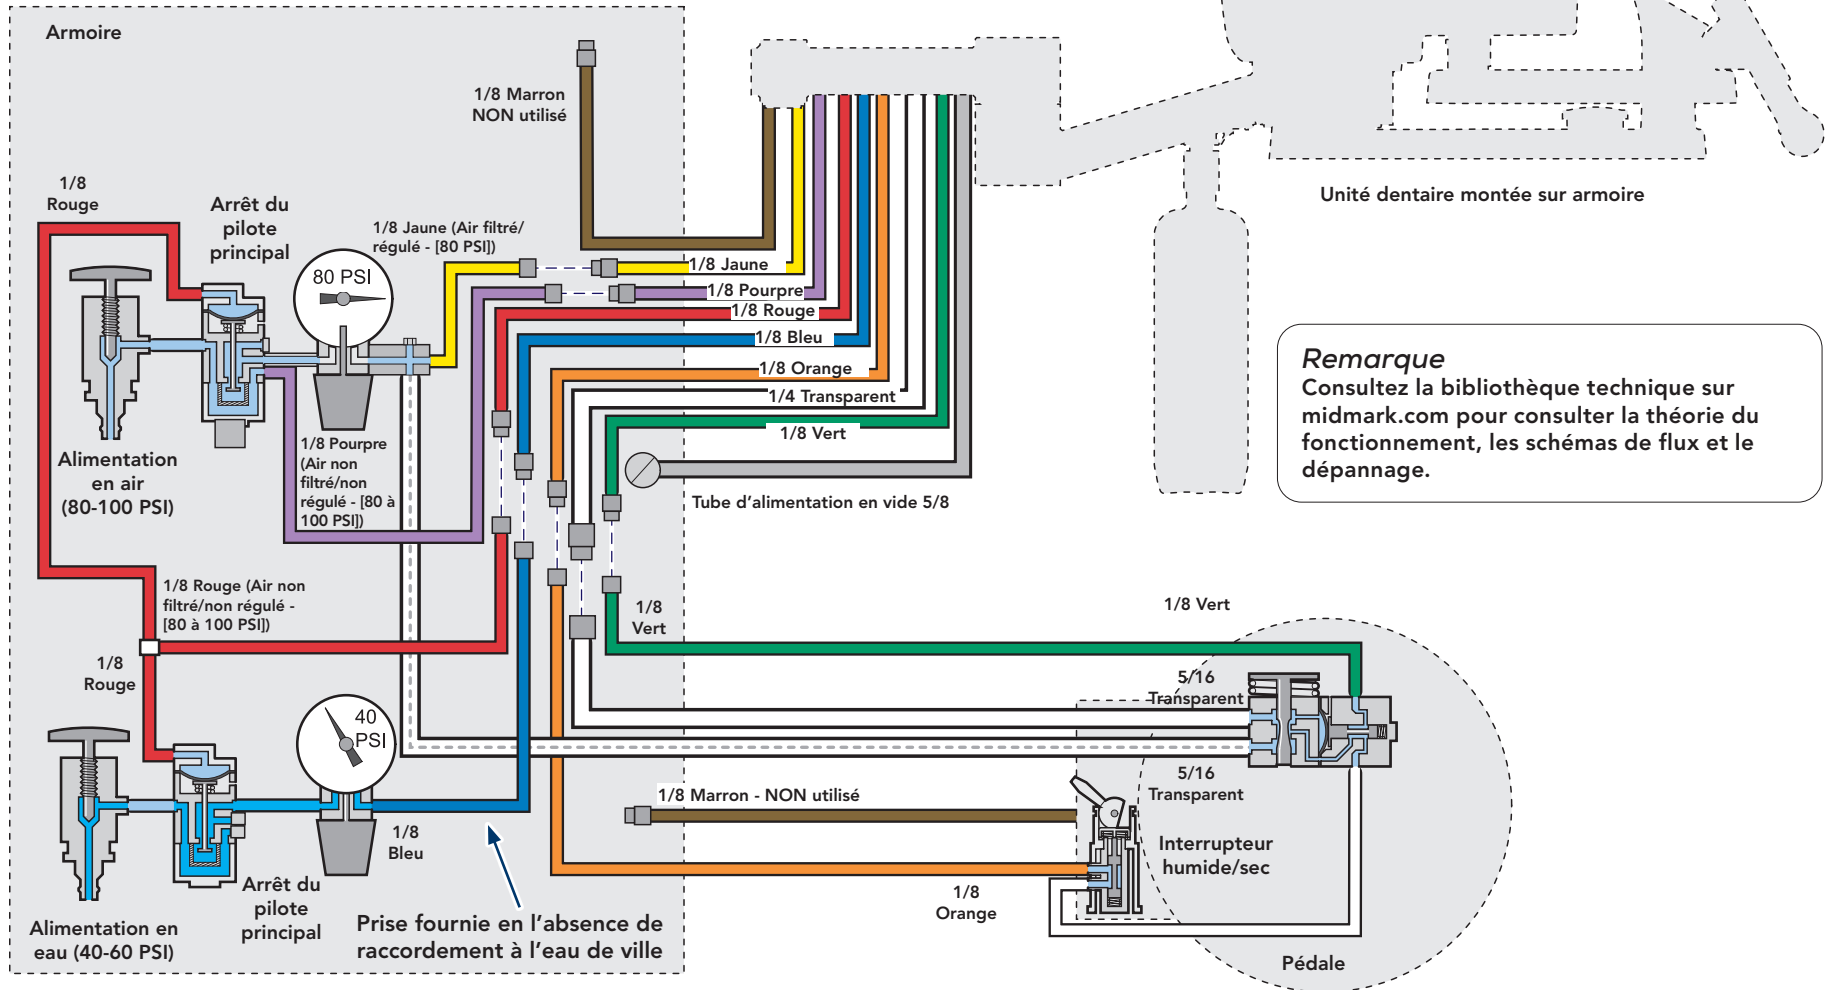 Armoire
1/8 Marron
NON utilisé
1/8
Rouge
Arrêt du
pilote
principal
1/8 Jaune (Air filtré/
régulé - [80 PSI])
80 PSI
1/8 Jaune
1/8 Pourpre
1/8 Rouge
1/8 Bleu
1/8 Orange
1/4 Transparent
1/8 Vert
Tube d'alimentation en vide 5/8
Unité dentaire montée sur armoire
Remarque
Consultez la bibliothèque technique sur
midmark.com pour consulter la théorie du
fonctionnement, les schémas de flux et le
dépannage.
Alimentation
en air
(80-100 PSI)
1/8 Pourpre
(Air non
filtré/non
régulé - [80 à
100 PSI])
1/8 Rouge (Air non
filtré/non régulé -
[80 à 100 PSI])
1/8
Rouge
1/8
Vert
1/8 Vert
5/16
Transparent
5/16
Transparent
40
PSI
1/8
Bleu
1/8 Marron - NON utilisé
Interrupteur
humide/sec
1/8
Orange
Arrêt du
pilote
principal
Alimentation en
eau (40-60 PSI)
Prise fournie en l'absence de
raccordement à l'eau de ville
Pédale